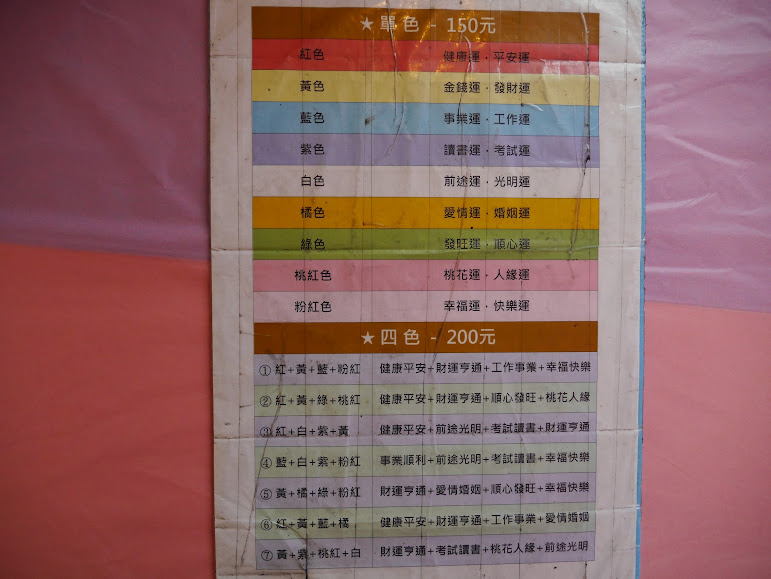 ★單色 - 150元
紅色 健康運．平安運
黃色 金錢運．發財運
藍色 事業運．工作運
紫色 讀書運．考試運
白色 前途運．光明運
橘色 愛情運．婚姻運
綠色 發旺運．順心運
桃紅色 桃花運．人緣運
粉紅色 幸福運．快樂運
★四色 - 200元
①紅+黃+藍+粉紅 健康平安+財運亨通+工作事業+幸福快樂
②紅+黃+綠+桃紅 健康平安+財運亨通+順心發旺+桃花人緣
③紅+白+紫+黃 健康平安+前途光明+考試讀書+財運亨通
④藍+白+紫+粉紅 事業順利+前途光明+考試讀書+幸福快樂
⑤黃+橘+綠+粉紅 財運亨通+愛情婚姻+順心發旺+幸福快樂
⑥紅+黃+藍+橘 健康平安+財運亨通+工作事業+愛情婚姻
⑦黃+紫+桃紅+白 財運亨通+考試讀書+桃花人緣+前途光明